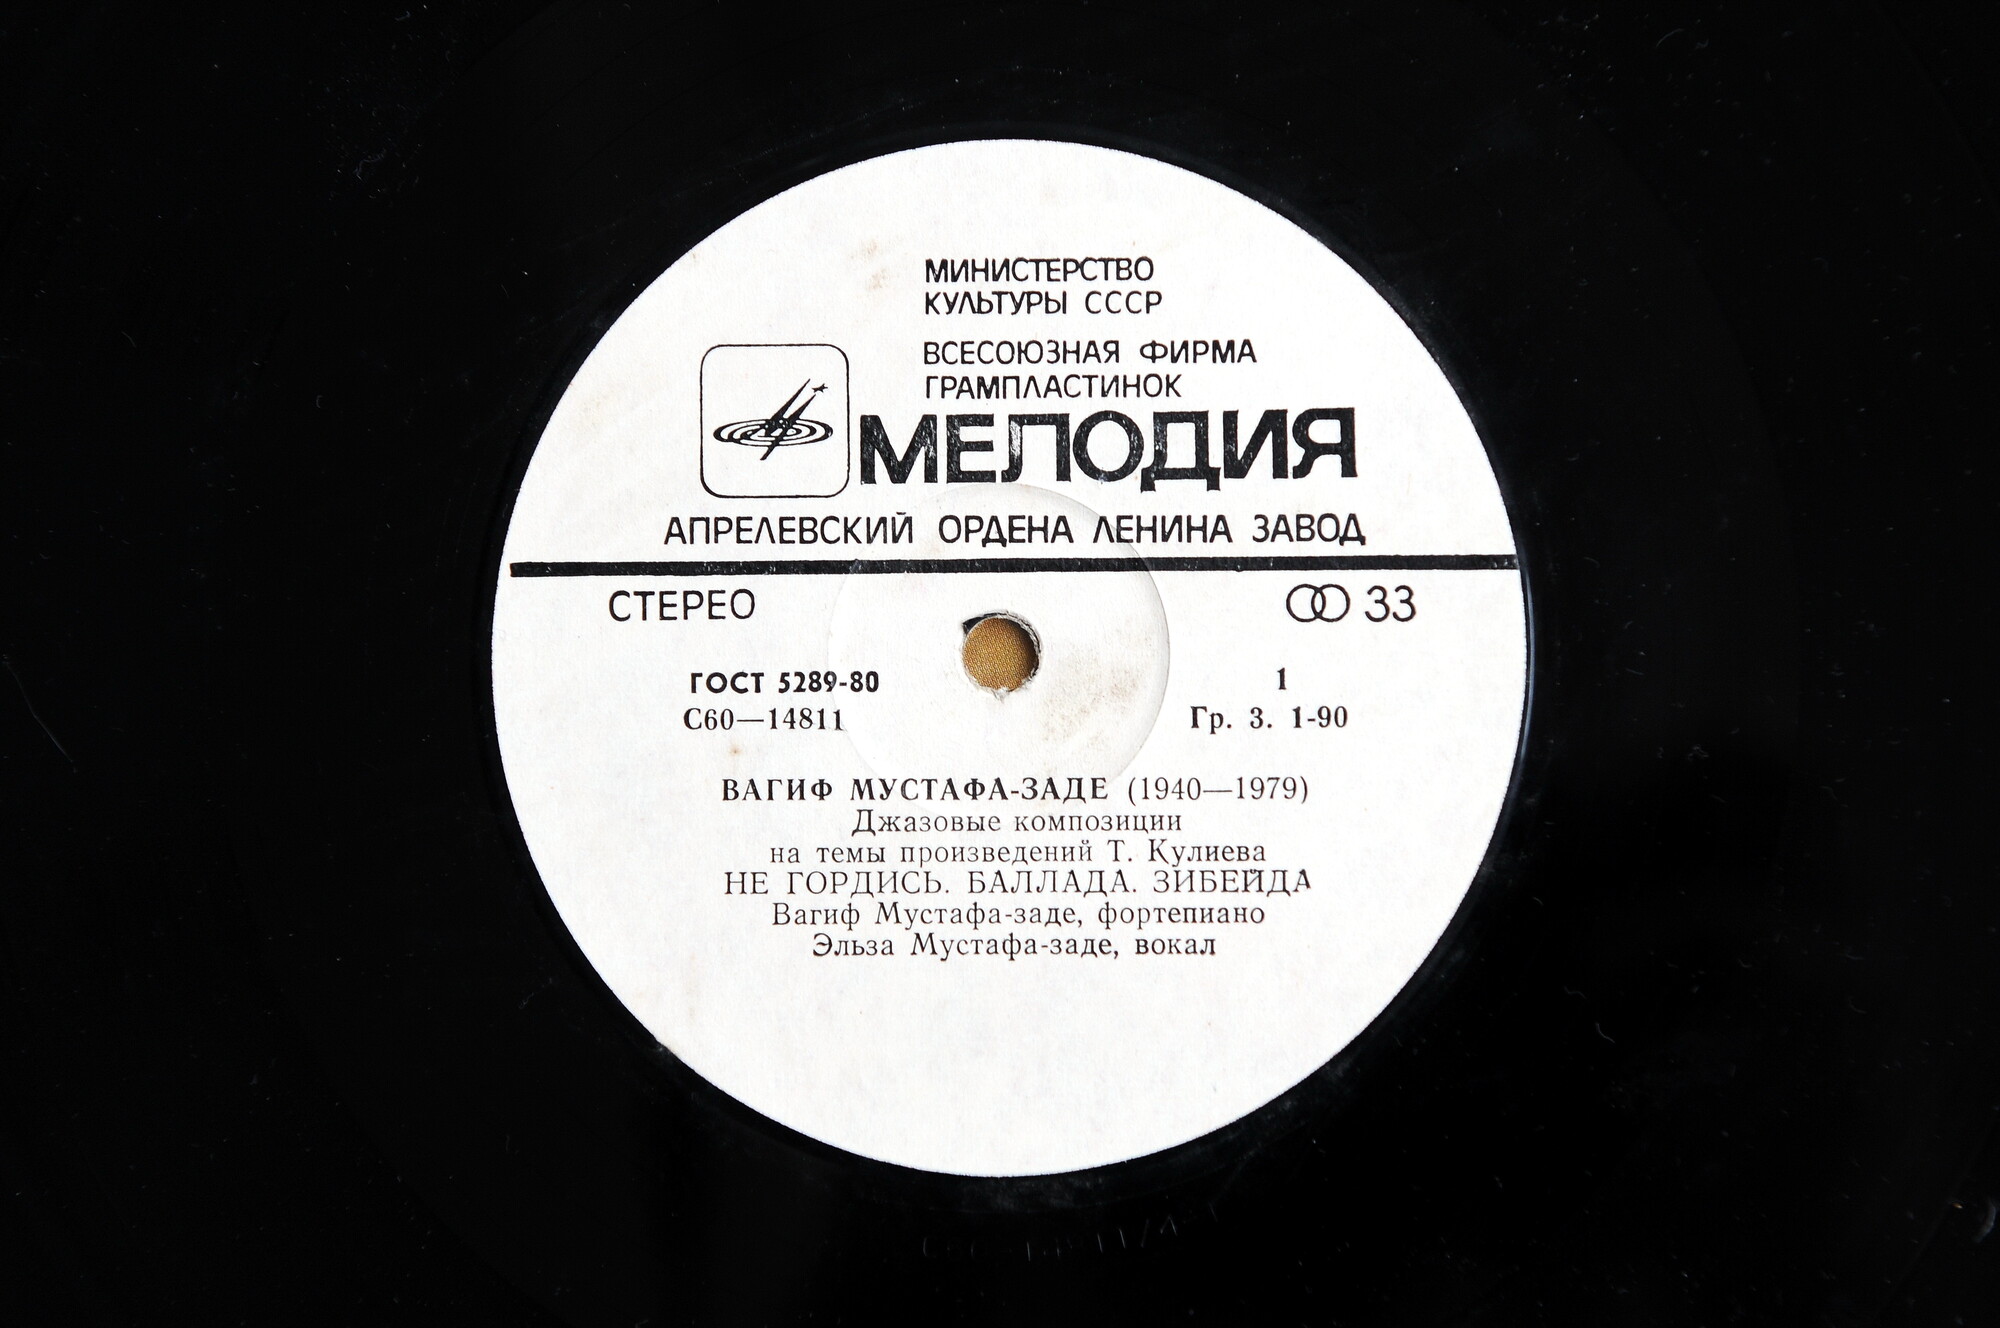 МИНИСТЕРСТВО
КУЛЬТУРЫ СССР
ВСЕСОЮЗНАЯ ФИРМА
ГРАМПЛАСТИНОК
МЕЛОДИЯ
АПРЕЛЕВСКИЙ ОРДЕНА ЛЕНИНА ЗАВОД
СТЕРЕО
33
ГОСТ 5289-80
С60—14811
1
Гр. 3. 1-90
ВАГИФ МУСТАФА-ЗАДЕ (1940—1979)
Джазовые композиции
на темы произведений Т. Кулиева
НЕ ГОРДИСЬ. БАЛЛАДА. ЗИБЕЙДА
Вагиф Мустафа-заде, фортепиано
Эльза Мустафа-заде, вокал